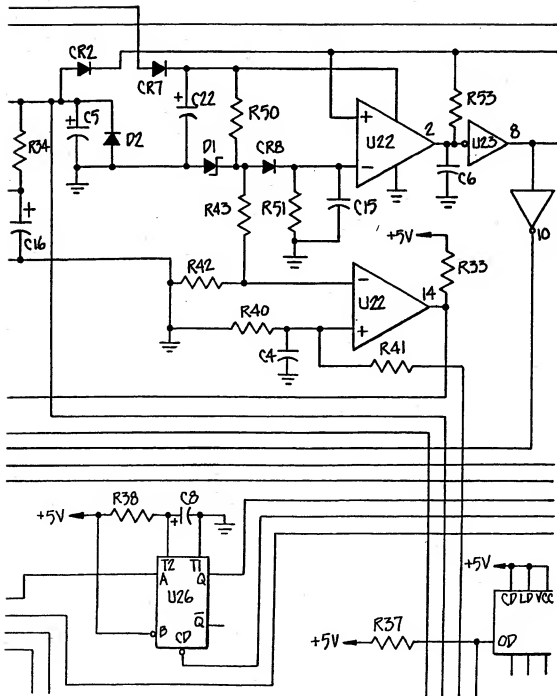 CR2
CR7
C5
D2
C22
R50
R53
R34
D1
CR8
+
U22
-
2
U23
8
C6
C16
R43
R51
C15
10
+5V
R33
R42
-
U22
14
+
R40
C4
R41
R38
C8
+5V
T2
T1
A
Q
U26
B
CD
Q
+5V
CD
LD
VCC
R37
+5V
OD